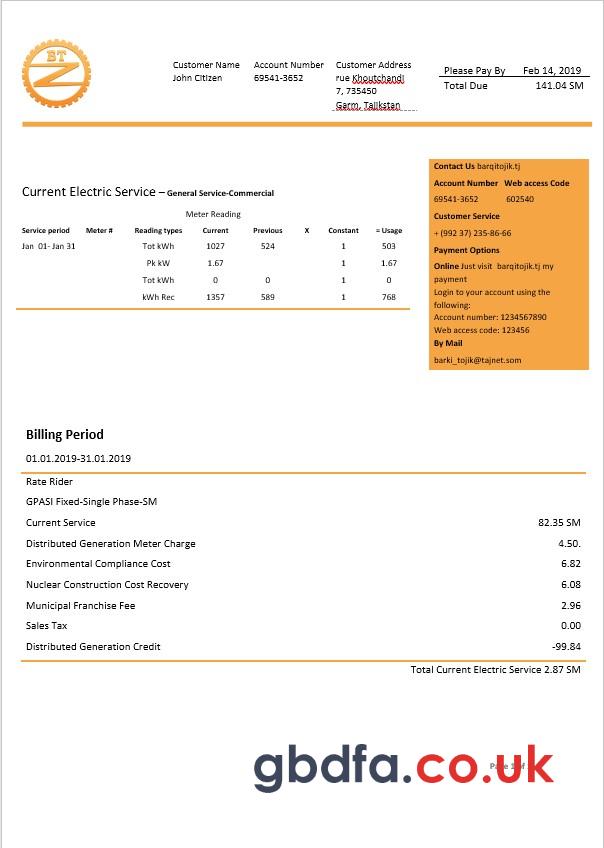 BT
Customer Name Account Number Customer Address
John Citizen 69541-3652 rue Khoutchandi
7, 735450
Garm, Tajikstan
Please Pay By Feb 14, 2019
Total Due 141.04 SM
Contact Us barqitojik.tj
Account Number Web access Code
69541-3652 602540
Customer Service
+ (992 37) 235-86-66
Payment Options
Online Just visit barqitojik.tj my
payment
Login to your account using the
following:
Account number: 1234567890
Web access code: 123456
By Mail
barki_tojik@tajnet.som
Current Electric Service – General Service-Commercial
Meter Reading
Service period Meter # Reading types Current Previous X Constant = Usage
Jan 01- Jan 31 Tot kWh 1027 524 1 503
Pk kW 1.67 1 1.67
Tot kWh 0 0 1 0
kWh Rec 1357 589 1 768
Billing Period
01.01.2019-31.01.2019
Rate Rider
GPASI Fixed-Single Phase-SM
Current Service 82.35 SM
Distributed Generation Meter Charge 4.50.
Environmental Compliance Cost 6.82
Nuclear Construction Cost Recovery 6.08
Municipal Franchise Fee 2.96
Sales Tax 0.00
Distributed Generation Credit -99.84
Total Current Electric Service 2.87 SM
gbdfa.co.uk